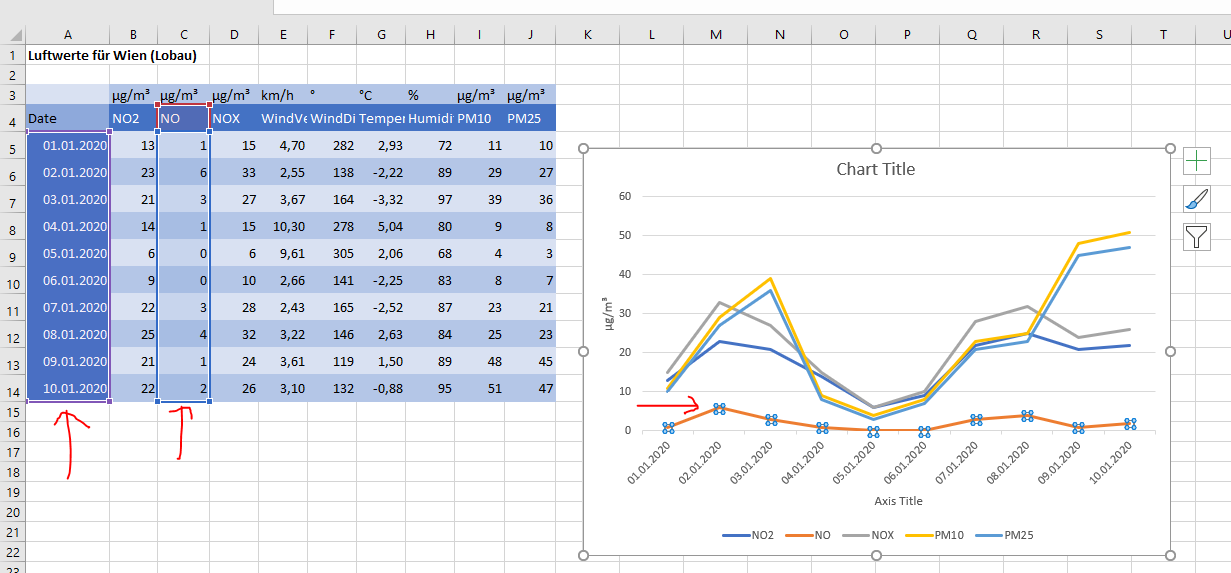 A B C D E F G H I J K L M N O P Q R S T U
1 Luftwerte für Wien (Lobau)
2
3 µg/m³ µg/m³ µg/m³ km/h ° °C % µg/m³ µg/m³
4 Date NO2 NO NOX WindVe WindDi Temper Humidi PM10 PM25
5 01.01.2020 13 1 15 4,70 282 2,93 72 11 10
6 02.01.2020 23 6 33 2,55 138 -2,22 89 29 27
7 03.01.2020 21 3 27 3,67 164 -3,32 97 39 36
8 04.01.2020 14 1 15 10,30 278 5,04 80 9 8
9 05.01.2020 6 0 6 9,61 305 2,06 68 4 3
10 06.01.2020 9 0 10 2,66 141 -2,25 83 8 7
11 07.01.2020 22 3 28 2,43 165 -2,52 87 23 21
12 08.01.2020 25 4 32 3,22 146 2,63 84 25 23
13 09.01.2020 21 1 24 3,61 119 1,50 89 48 45
14 10.01.2020 22 2 26 3,10 132 -0,88 95 51 47
15
16
17
18
19
20
21
22
23
Chart Title
60
50
40
30
20
10
0
µg/m³
01.01.2020 02.01.2020 03.01.2020 04.01.2020 05.01.2020 06.01.2020 07.01.2020 08.01.2020 09.01.2020 10.01.2020
Axis Title
NO2 NO NOX PM10 PM25